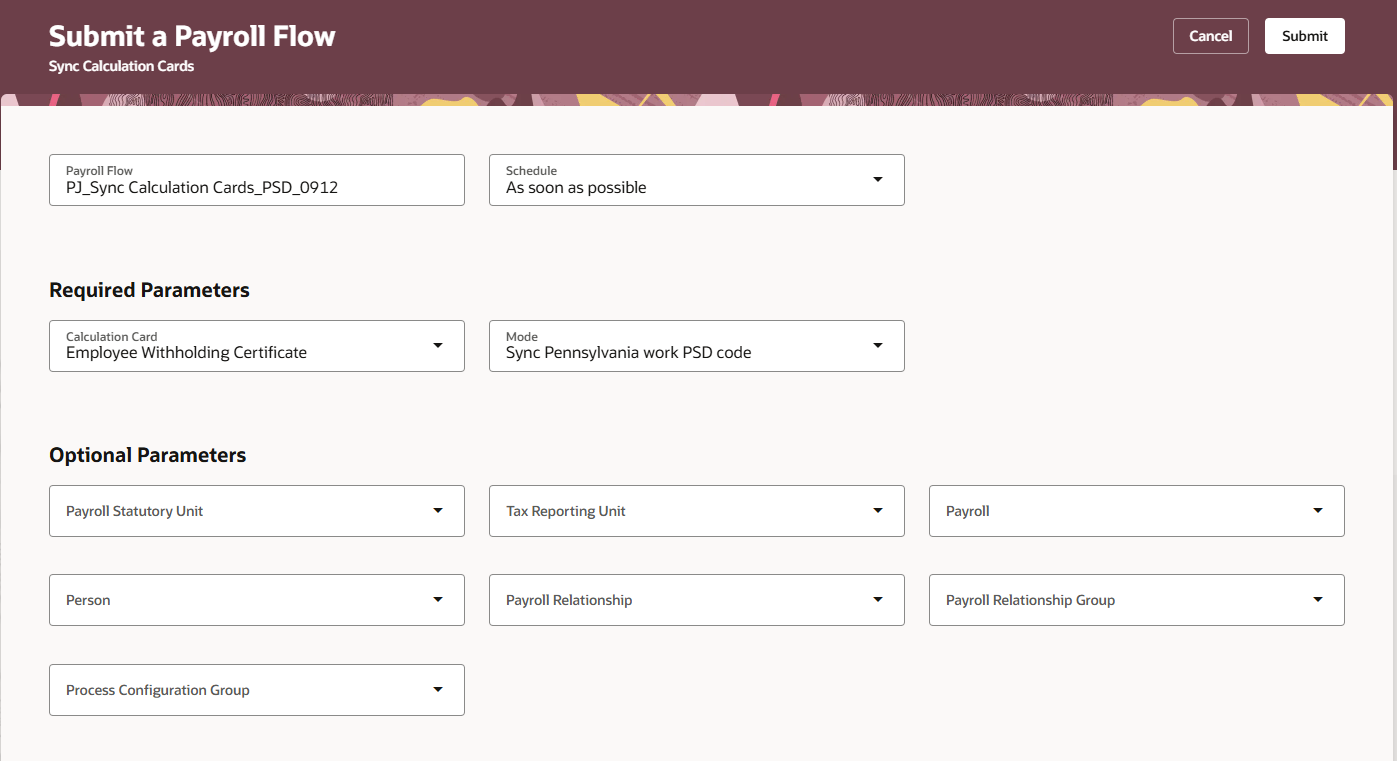 Submit a Payroll Flow
Cancel
Submit
Sync Calculation Cards
Payroll Flow
PJ_Sync Calculation Cards_PSD_0912
Schedule
As soon as possible
Required Parameters
Calculation Card
Employee Withholding Certificate
Mode
Sync Pennsylvania work PSD code
Optional Parameters
Payroll Statutory Unit
Tax Reporting Unit
Payroll
Person
Payroll Relationship
Payroll Relationship Group
Process Configuration Group